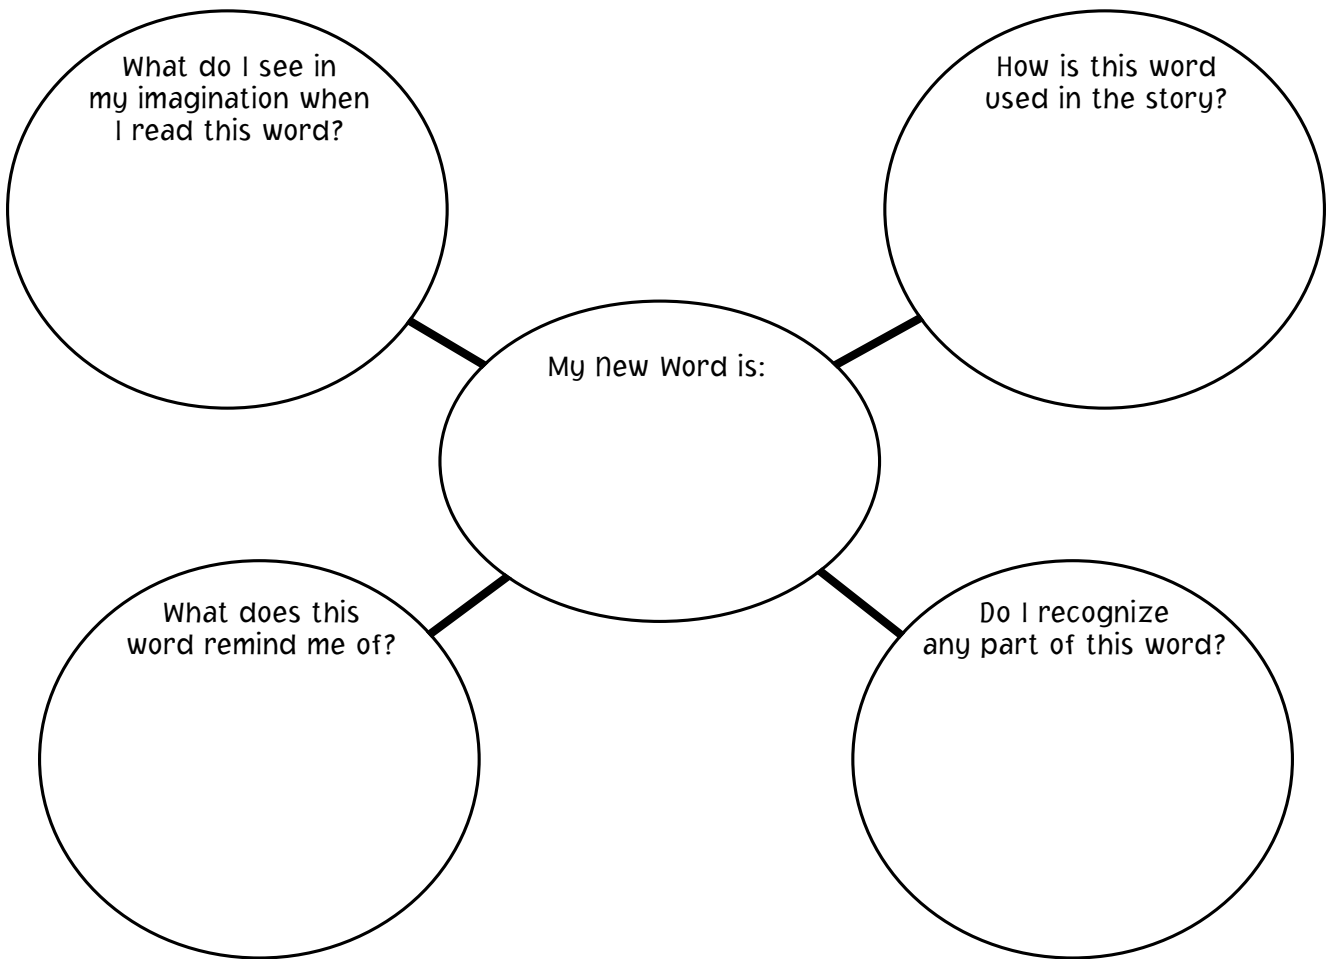 What do I see in
my imagination when
I read this word?
How is this word
used in the story?
My New Word is:
What does this
word remind me of?
Do I recognize
any part of this word?